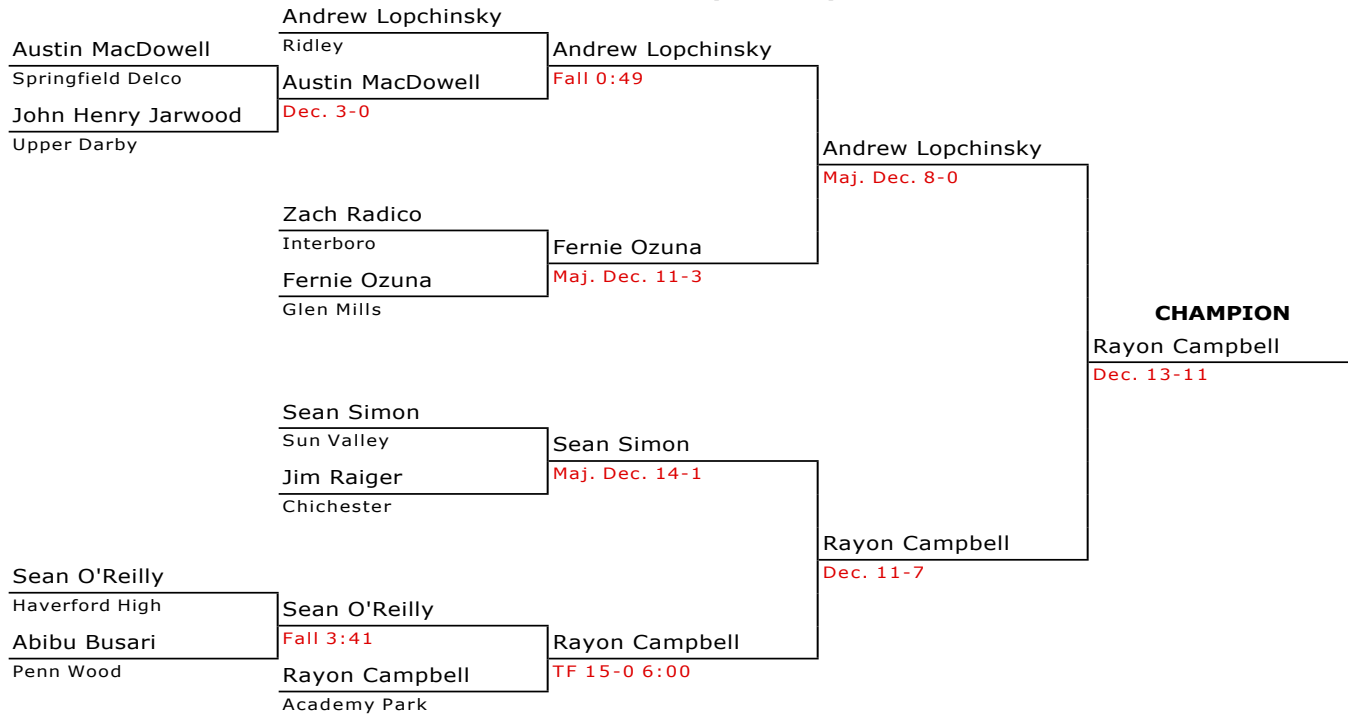 Andrew Lopchinsky
Ridley
Austin MacDowell
Springfield Delco
John Henry Jarwood
Upper Darby
Austin MacDowell
Dec. 3-0
Andrew Lopchinsky
Fall 0:49
Andrew Lopchinsky
Maj. Dec. 8-0
Zach Radico
Interboro
Fernie Ozuna
Glen Mills
Fernie Ozuna
Maj. Dec. 11-3
CHAMPION
Rayon Campbell
Dec. 13-11
Sean Simon
Sun Valley
Jim Raiger
Chichester
Sean Simon
Maj. Dec. 14-1
Rayon Campbell
Dec. 11-7
Sean O'Reilly
Haverford High
Abibu Busari
Penn Wood
Sean O'Reilly
Fall 3:41
Rayon Campbell
Academy Park
Rayon Campbell
TF 15-0 6:00